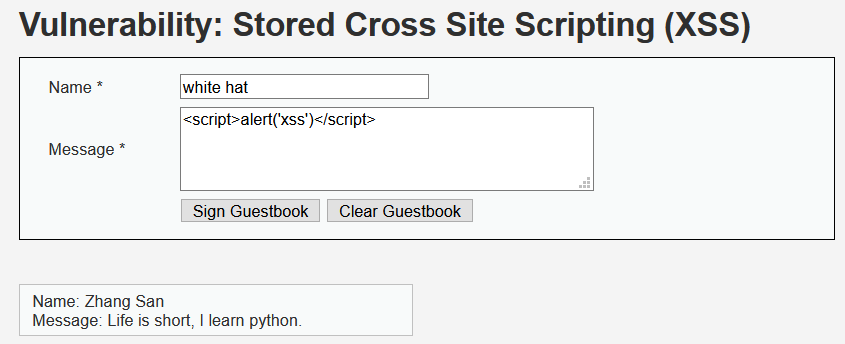 Vulnerability: Stored Cross Site Scripting (XSS)
Name * white hat
Message * <script>alert('xss')</script>
Sign Guestbook Clear Guestbook
Name: Zhang San
Message: Life is short, I learn python.